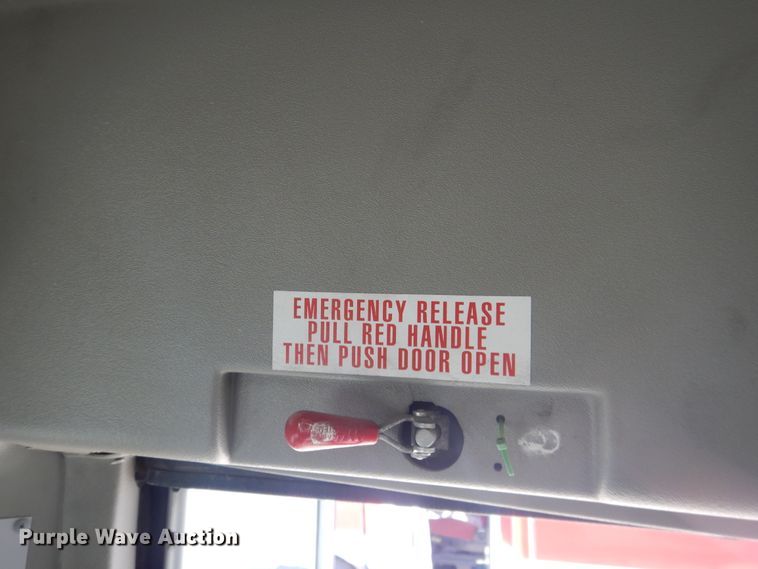 EMERGENCY RELEASE
PULL RED HANDLE
THEN PUSH DOOR OPEN
Purple Wave Auction